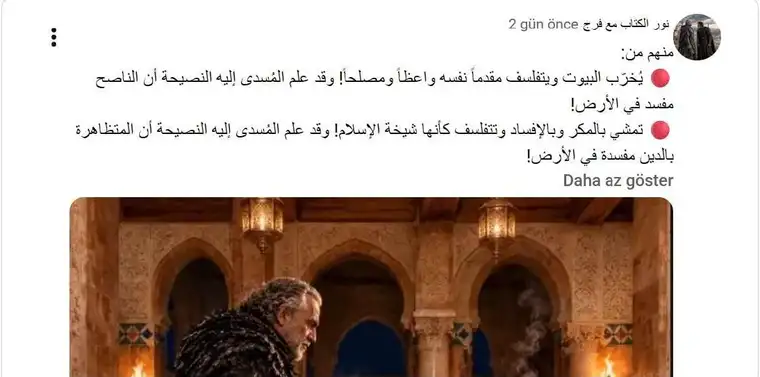 نور الكتاب مع فرج 2 gün önce
منهم من:
🔴 يُخرّب البيوت ويتفلسف مقدماً نفسه واعظاً ومصلحاً! وقد علم المُسدى إليه النصيحة أن الناصح
مفسد في الأرض!
🔴 تمشي بالمكر وبالإفساد وتتفلسف كأنها شيخة الإسلام! وقد علم المُسدى إليه النصيحة أن المتظاهرة
بالدين مفسدة في الأرض!
Daha az göster